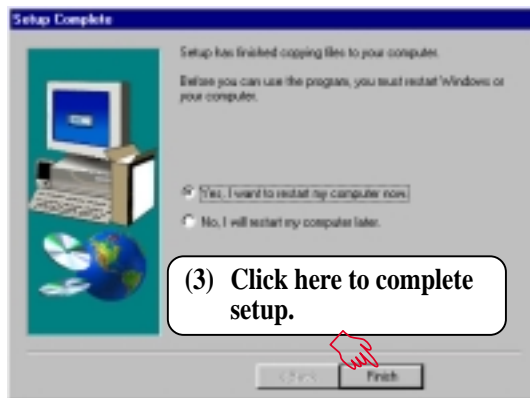 Setup Complete
Setup has finished copying files to your computer.
Before you can use the program, you must restart Windows or
your computer.
Yes, I want to restart my computer now.
No, I will restart my computer later.
(3) Click here to complete
setup.
< Back
Finish